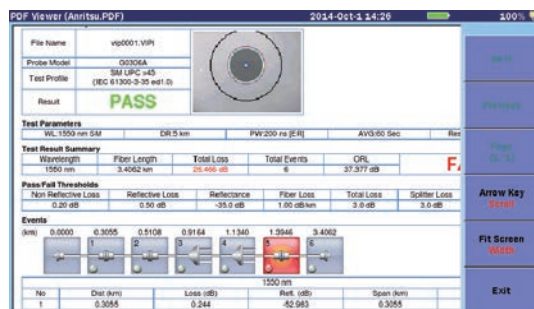 PDF Viewer (Anritsu.PDF) 2014-Oct-1 14:26 100%
File Name vip0001.VIPI
Probe Model G0306A
Test Profile SM UPC >45
(IEC 61300-3-35 ed1.0)
Result PASS
Test Parameters
WL:1550 nm SM DR:5 km PW:200 ns [ER] AVG:60 Sec Res
Test Result Summary
Wavelength Fiber Length Total Loss Total Events ORL
1550 nm 3.4062 km 26.466 dB 6 37.377 dB FA
Pass/Fail Thresholds
Non Reflective Loss Reflective Loss Reflectance Fiber Loss Total Loss Splitter Loss
0.20 dB 0.50 dB -35.0 dB 1.00 dB/km 3.0 dB 3.0 dB
Events
(km) 0.0000 0.3055 0.5108 0.9164 1.1340 1.3946 3.4062
1 2 3 4 5 6
1550 nm
No Dist (km) Loss (dB) Refl. (dB) Span (km)
1 0.3055 0.244 -52.983 0.3055
Arrow Key
Scroll
Fit Screen
Width
Exit